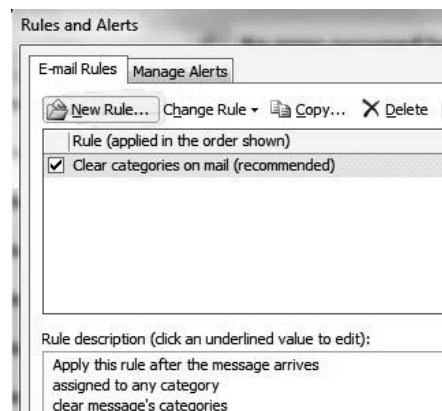 Rules and Alerts
E-mail Rules Manage Alerts
New Rule... Change Rule Copy... Delete
Rule (applied in the order shown)
Clear categories on mail (recommended)
Rule description (click an underlined value to edit):
Apply this rule after the message arrives
assigned to any category
clear message's categories